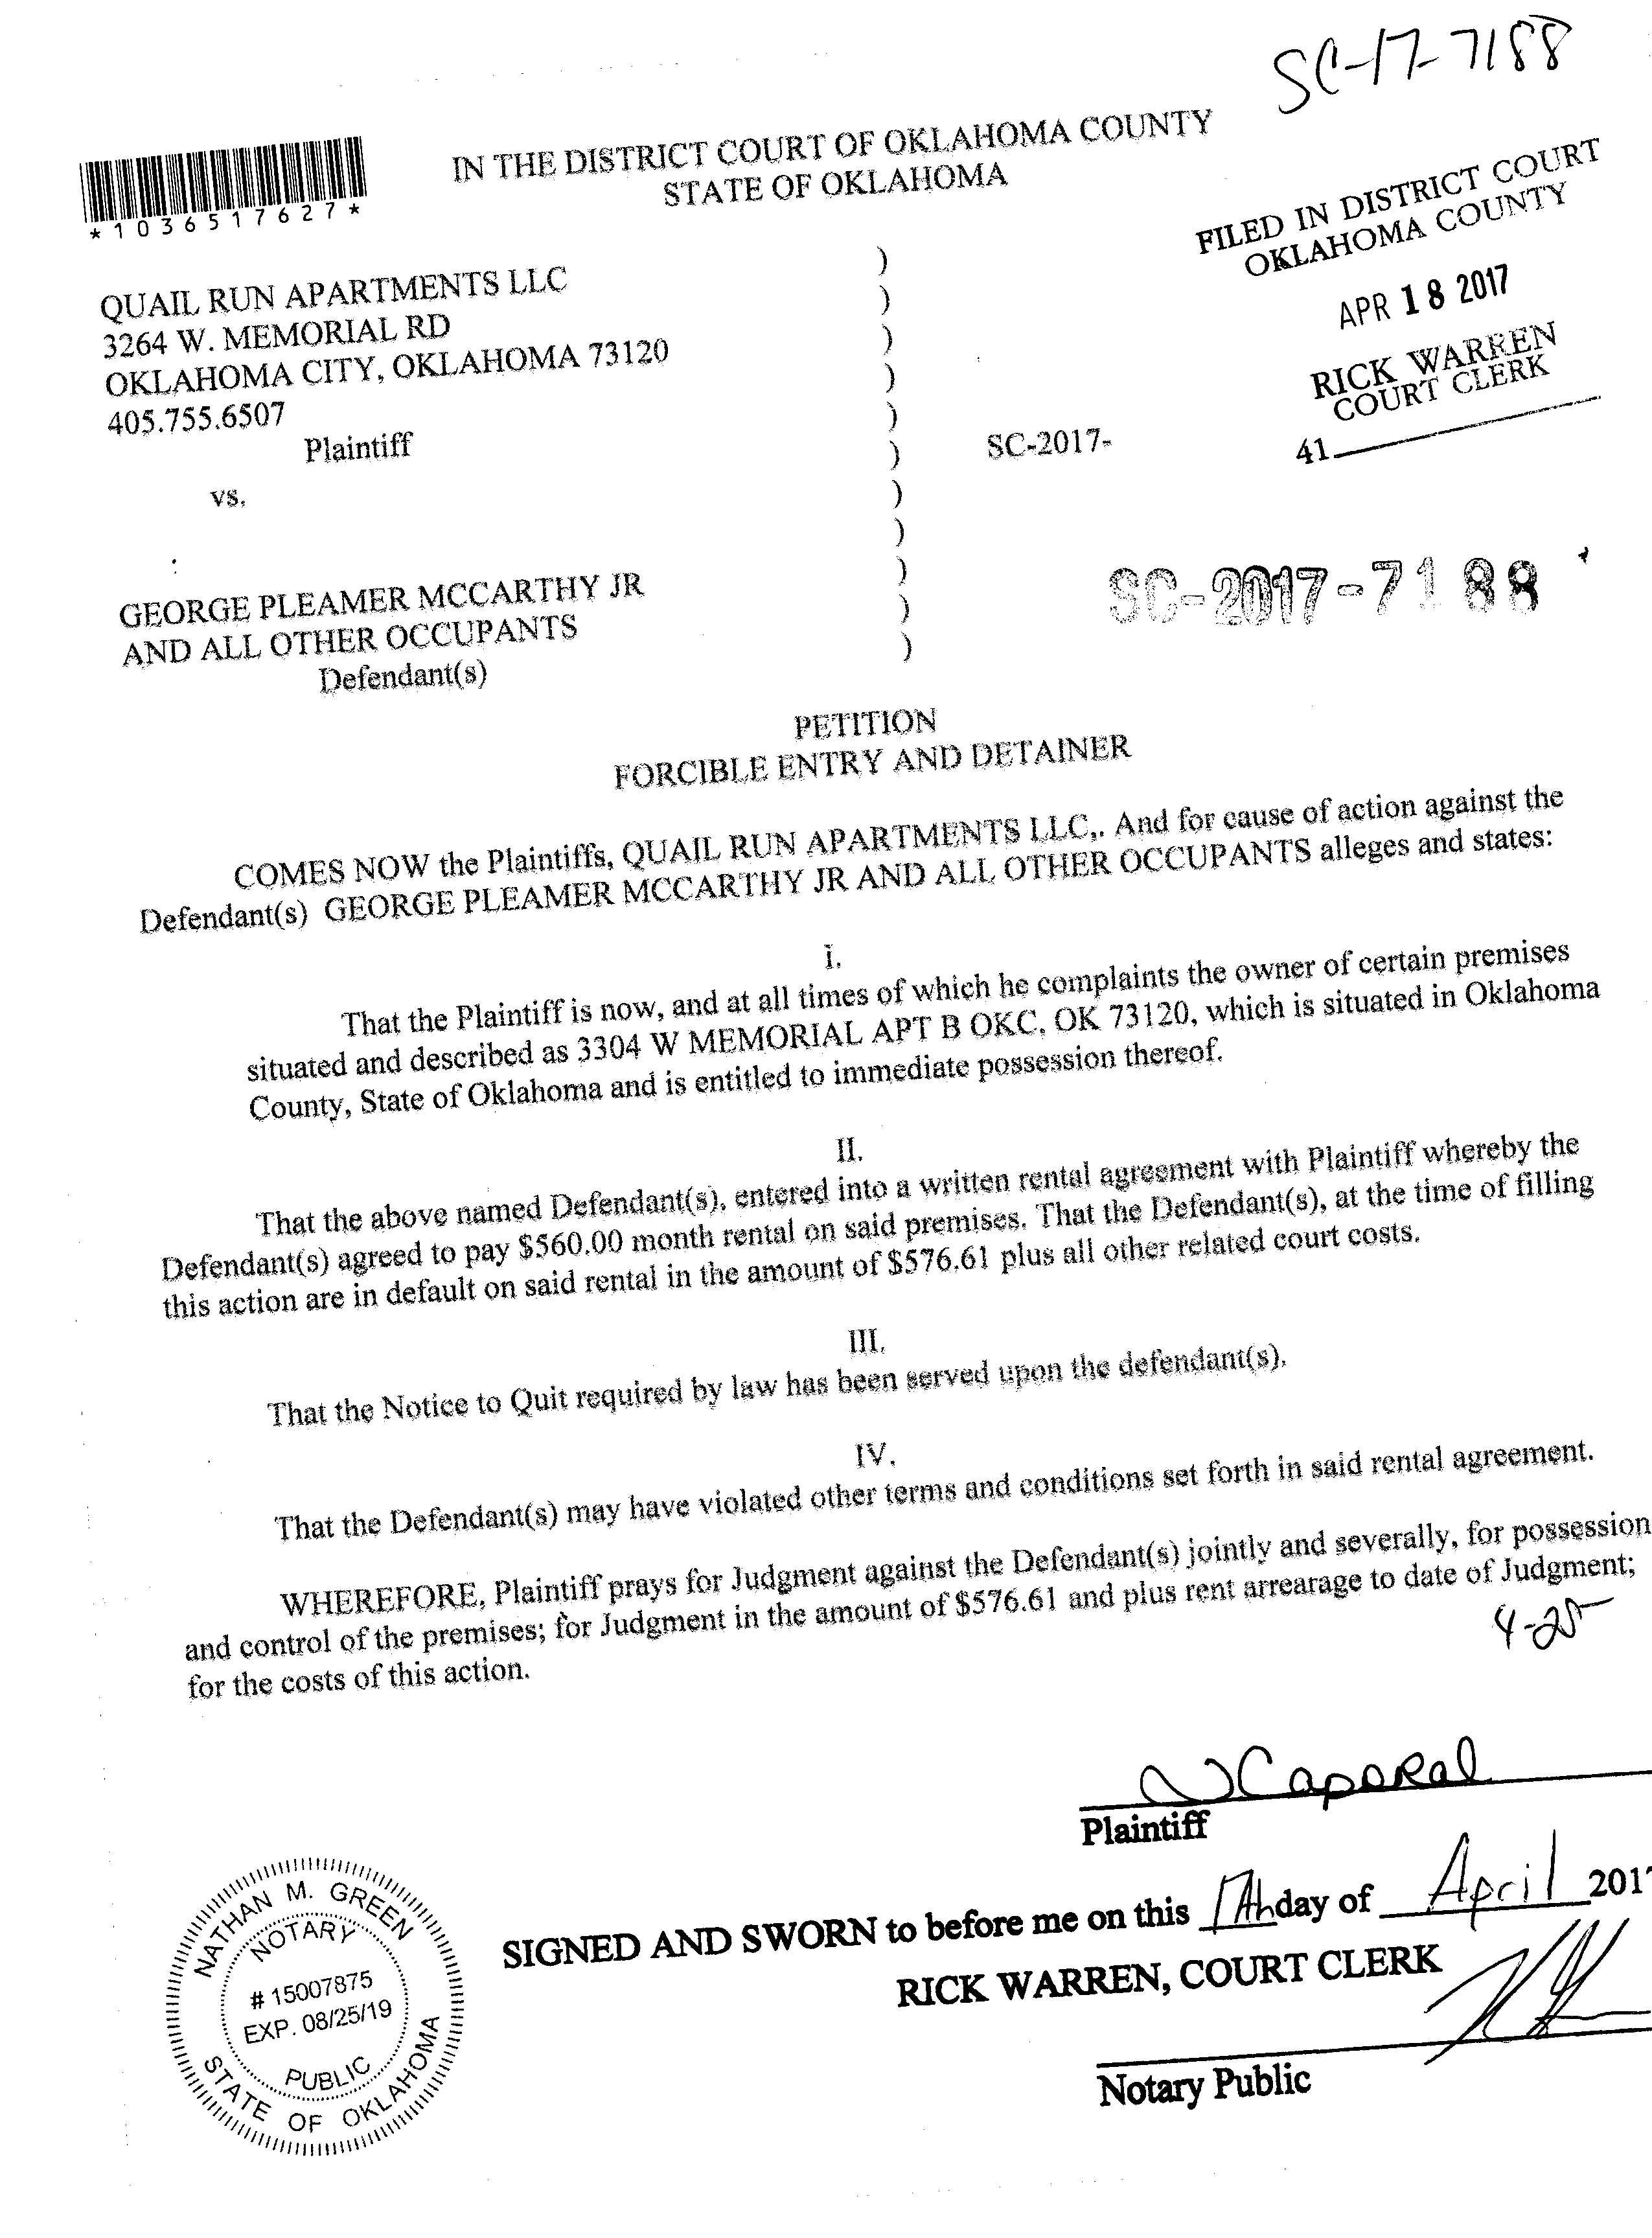 SC-17-7188
IN THE DISTRICT COURT OF OKLAHOMA COUNTY
STATE OF OKLAHOMA
*1036517627*
FILED IN DISTRICT COURT
OKLAHOMA COUNTY
APR 18 2017
RICK WARREN
COURT CLERK
41
QUAIL RUN APARTMENTS LLC )
3264 W. MEMORIAL RD )
OKLAHOMA CITY, OKLAHOMA 73120 )
405.755.6507 )
Plaintiff ) SC-2017-
vs. )
)
)
GEORGE PLEAMER MCCARTHY JR ) SC-2017-7188
AND ALL OTHER OCCUPANTS )
Defendant(s) )
PETITION
FORCIBLE ENTRY AND DETAINER
COMES NOW the Plaintiffs, QUAIL RUN APARTMENTS LLC,. And for cause of action against the
Defendant(s) GEORGE PLEAMER MCCARTHY JR AND ALL OTHER OCCUPANTS alleges and states:
I.
That the Plaintiff is now, and at all times of which he complaints the owner of certain premises
situated and described as 3304 W MEMORIAL APT B OKC, OK 73120, which is situated in Oklahoma
County, State of Oklahoma and is entitled to immediate possession thereof.
II.
That the above named Defendant(s), entered into a written rental agreement with Plaintiff whereby the
Defendant(s) agreed to pay $560.00 month rental on said premises. That the Defendant(s), at the time of filling
this action are in default on said rental in the amount of $576.61 plus all other related court costs.
III.
That the Notice to Quit required by law has been served upon the defendant(s).
IV.
That the Defendant(s) may have violated other terms and conditions set forth in said rental agreement.
WHEREFORE, Plaintiff prays for Judgment against the Defendant(s) jointly and severally, for possession
and control of the premises; for Judgment in the amount of $576.61 and plus rent arrearage to date of Judgment;
for the costs of this action.
4-25
Caporal
Plaintiff
SIGNED AND SWORN to before me on this 17th day of April 2017
RICK WARREN, COURT CLERK
Notary Public
NATHAN M. GREEN
NOTARY
# 15007875
EXP. 08/25/19
PUBLIC
STATE OF OKLAHOMA